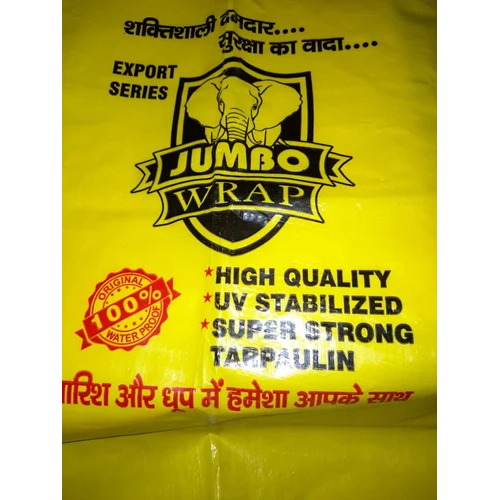 शक्तिशाली दमदार....
सुरक्षा का वादा....
EXPORT
SERIES
JUMBO
WRAP
ORIGINAL
100%
WATER PROOF
*HIGH QUALITY
*UV STABILIZED
*SUPER STRONG
TARPAULIN
और धूप में हमेशा आपके साथ